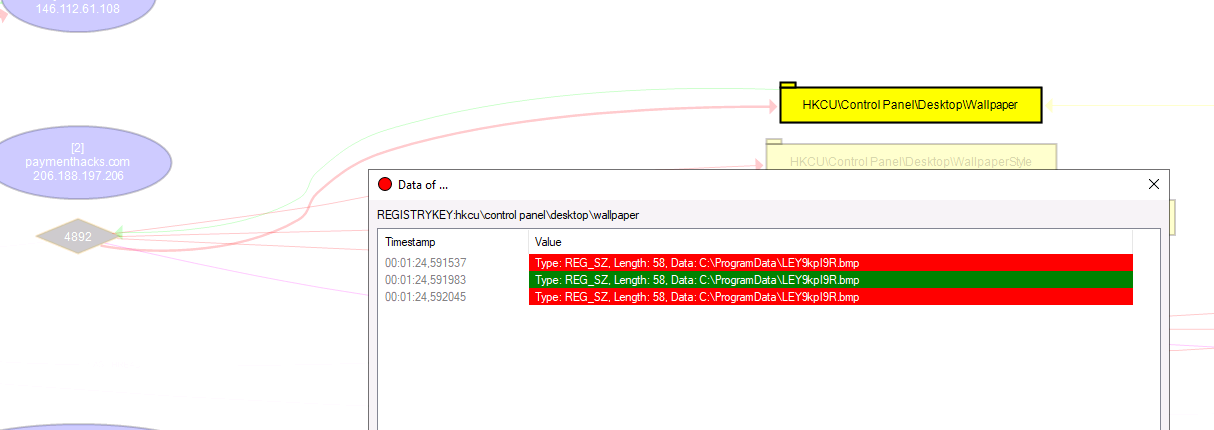 146.112.61.108
HKCU\Control Panel\Desktop\Wallpaper
[2]
paymenthacks.com
206.188.197.206
HKCU\Control Panel\Desktop\WallpaperStyle
4892
Data of ...
REGISTRYKEY:hkcu\control panel\desktop\wallpaper
Timestamp Value
00:01:24,591537 Type: REG_SZ, Length: 58, Data: C:\ProgramData\LEY9kpI9R.bmp
00:01:24,591983 Type: REG_SZ, Length: 58, Data: C:\ProgramData\LEY9kpI9R.bmp
00:01:24,592045 Type: REG_SZ, Length: 58, Data: C:\ProgramData\LEY9kpI9R.bmp